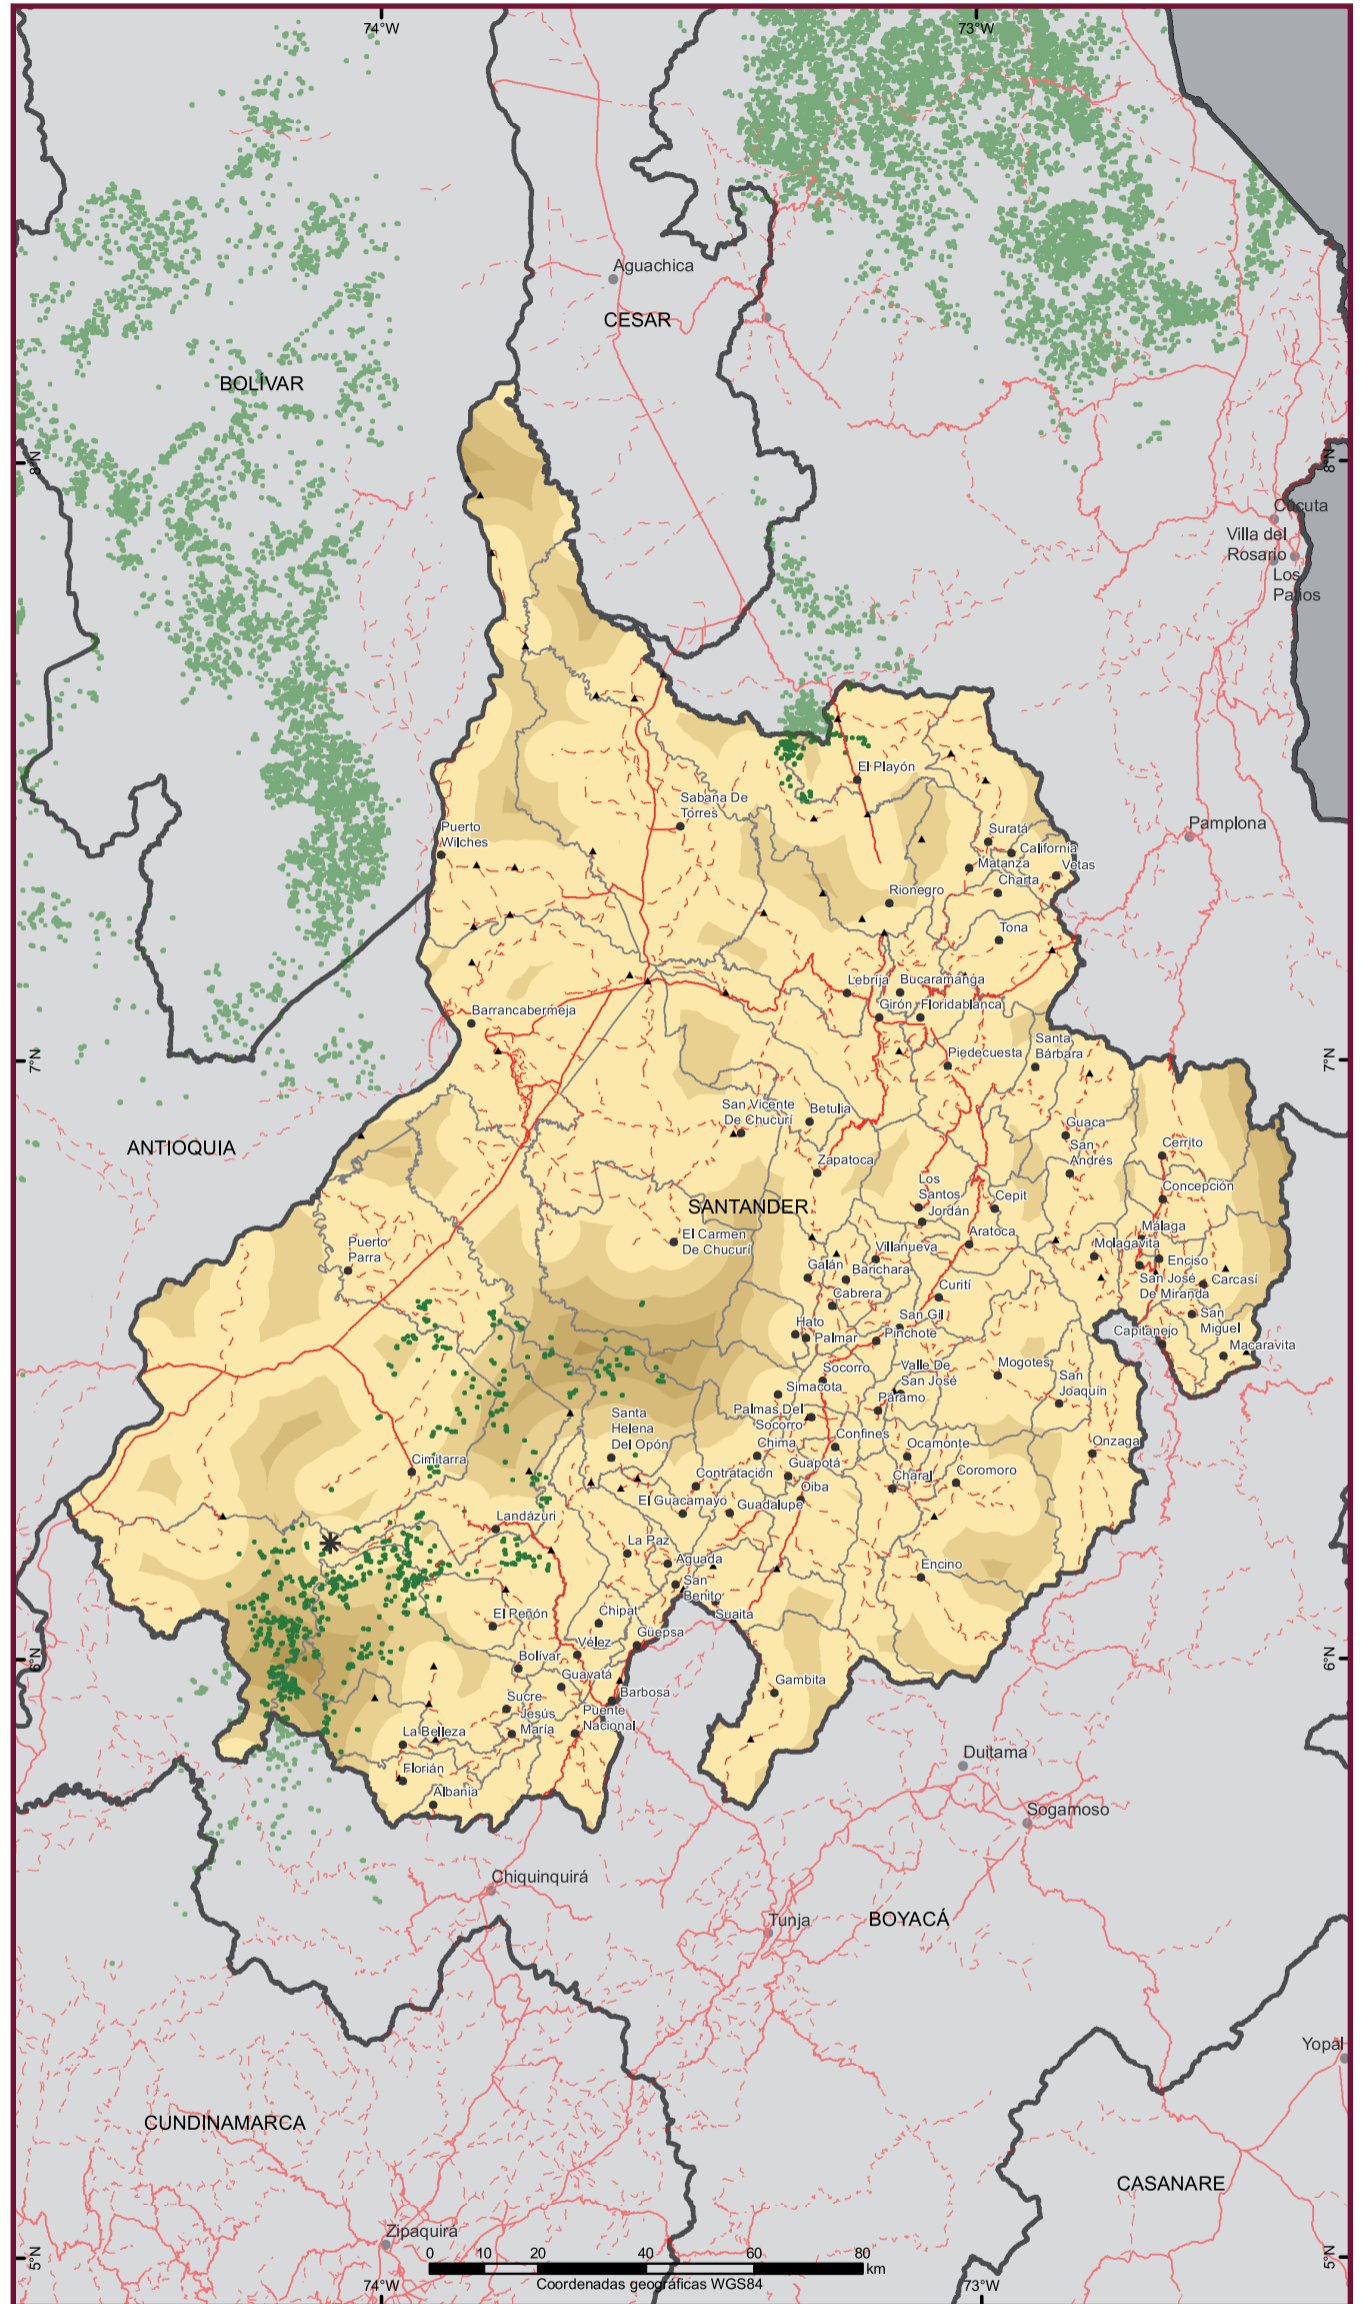 74°W
73°W
Aguachica
CESAR
BOLÍVAR
8°N
8°N
Cúcuta
Villa del
Rosario
Los
Patios
El Playón
Sabana De
Torres
Puerto
Wilches
Pamplona
Suratá
California
Matanza
Vetas
Charta
Rionegro
Tona
Lebrija
Bucaramanga
Girón
Floridablanca
Barrancabermeja
Santa
Bárbara
Piedecuesta
7°N
7°N
San Vicente
De Chucurí
Betulia
Guaca
San
Andrés
Cerrito
ANTIOQUIA
Zapatoca
Los
Santos
Cepit
Concepción
SANTANDER
Jordán
Málaga
El Carmen
De Chucurí
Aratoca
Molagavita
Puerto
Parra
Villanueva
Enciso
Galán
Barichara
San José
De Miranda
Carcasí
Cabrera
Curití
San
Miguel
San Gil
Hato
Palmar
Pinchote
Capitanejo
Macaravita
Socorro
Valle De
San José
Mogotes
San
Joaquín
Simacota
Páramo
Santa
Helena
Del Opón
Palmas Del
Socorro
Confines
Chima
Ocamonte
Onzaga
Cimitarra
Contratación
Guapotá
Charal
Coromoro
Oiba
El Guacamayo
Guadalupe
Landázuri
La Paz
Aguada
Encino
San
Benito
El Peñón
Chipat
Suaita
Güepsa
Vélez
6°N
6°N
Bolívar
Guavatá
Gambita
Barbosa
Sucre
Jesús
María
Puente
Nacional
La Belleza
Florián
Albania
Duitama
Sogamoso
Chiquinquirá
Tunja
BOYACÁ
Yopal
CUNDINAMARCA
CASANARE
Zipaquirá
5°N
5°N
0 10 20 40 60 80
km
Coordenadas geográficas WGS84
74°W
73°W